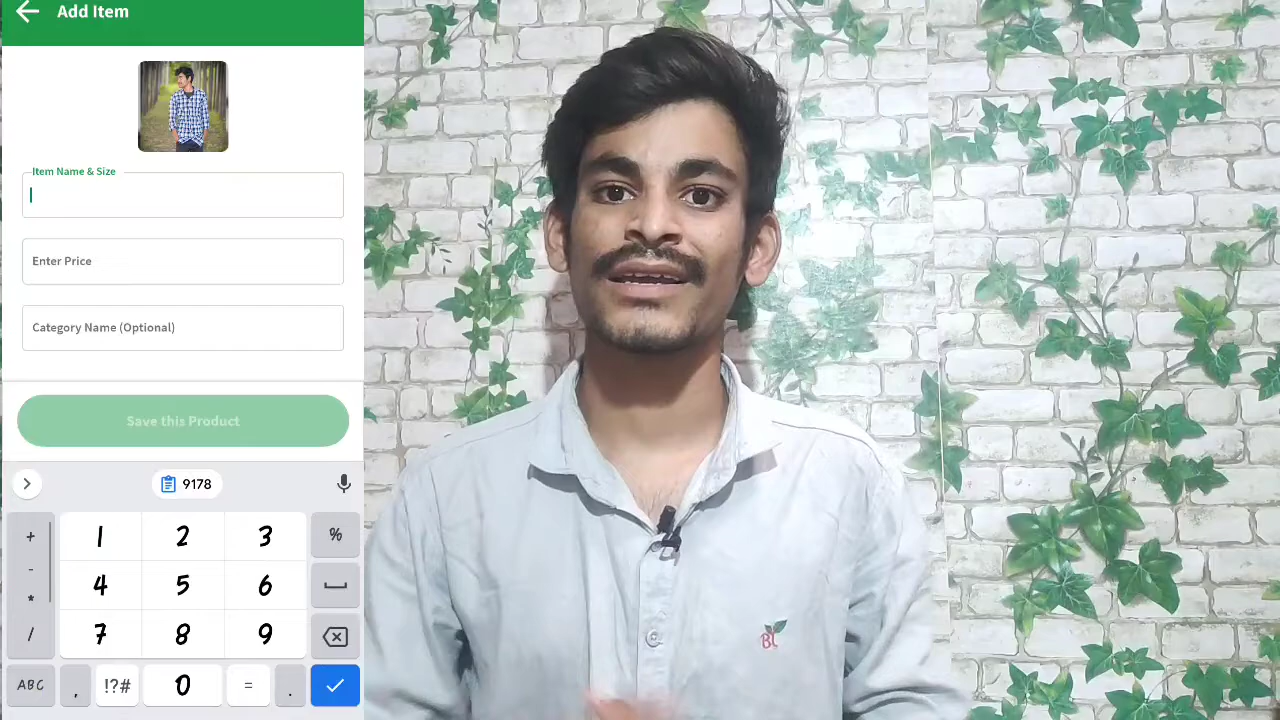 Add Item
Item Name & Size
Enter Price
Category Name (Optional)
Save this Product
9178
+ 1 2 3 %
- 4 5 6
*
/ 7 8 9
ABC , !?# 0 = .
BL